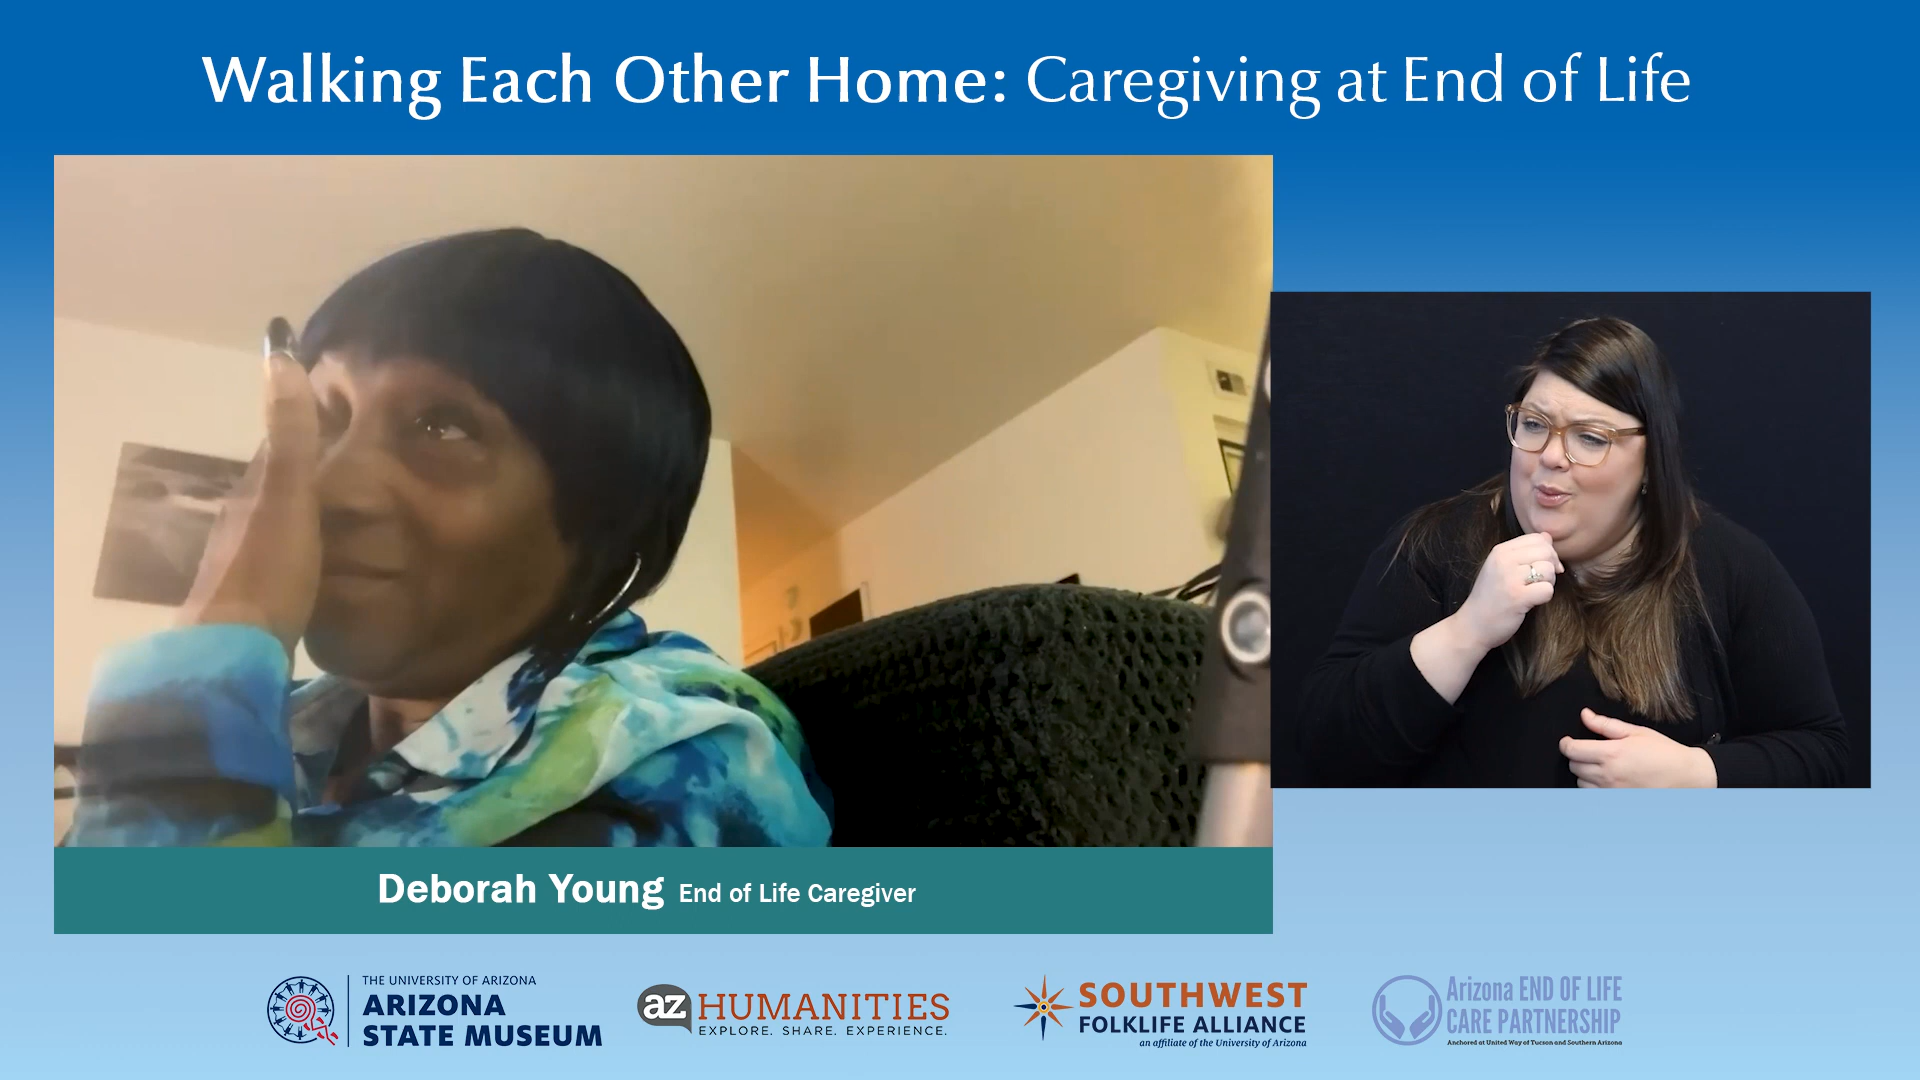 Walking Each Other Home: Caregiving at End of Life
Deborah Young End of Life Caregiver
THE UNIVERSITY OF ARIZONA
ARIZONA
STATE MUSEUM
az HUMANITIES
EXPLORE. SHARE. EXPERIENCE.
SOUTHWEST
FOLKLIFE ALLIANCE
an affiliate of the University of Arizona
Arizona END OF LIFE
CARE PARTNERSHIP
Anchored at United Way of Tucson and Southern Arizona